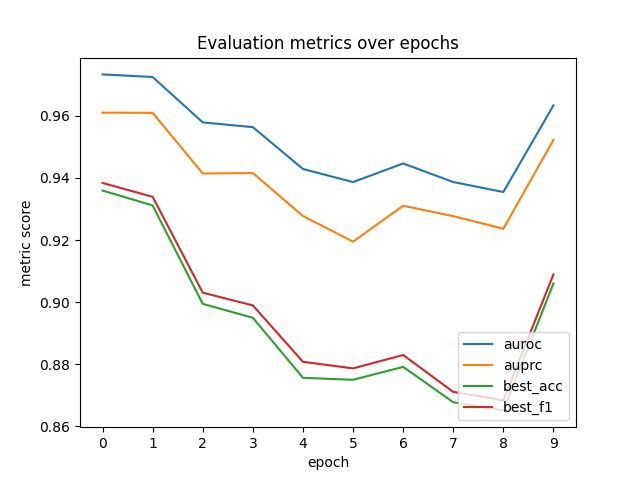 Evaluation metrics over epochs
metric score
0.96
0.94
0.92
0.90
0.88
0.86
auroc
auprc
best_acc
best_f1
0 1 2 3 4 5 6 7 8 9
epoch